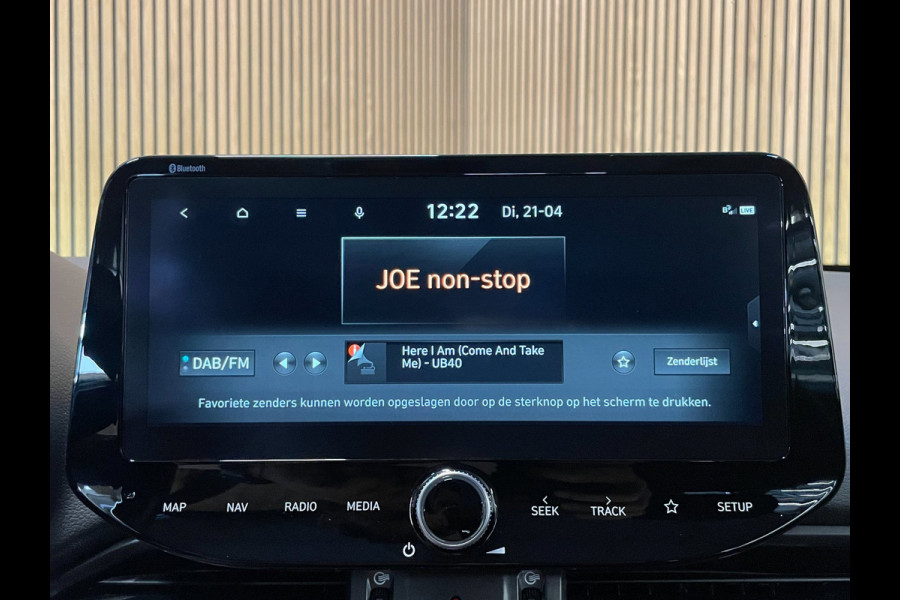 Bluetooth
12:22 Di, 21-04
LIVE
JOE non-stop
DAB/FM
Here I Am (Come And Take
Me) - UB40
Zenderlijst
Favoriete zenders kunnen worden opgeslagen door op de sterknop op het scherm te drukken.
MAP NAV RADIO MEDIA SEEK TRACK SETUP